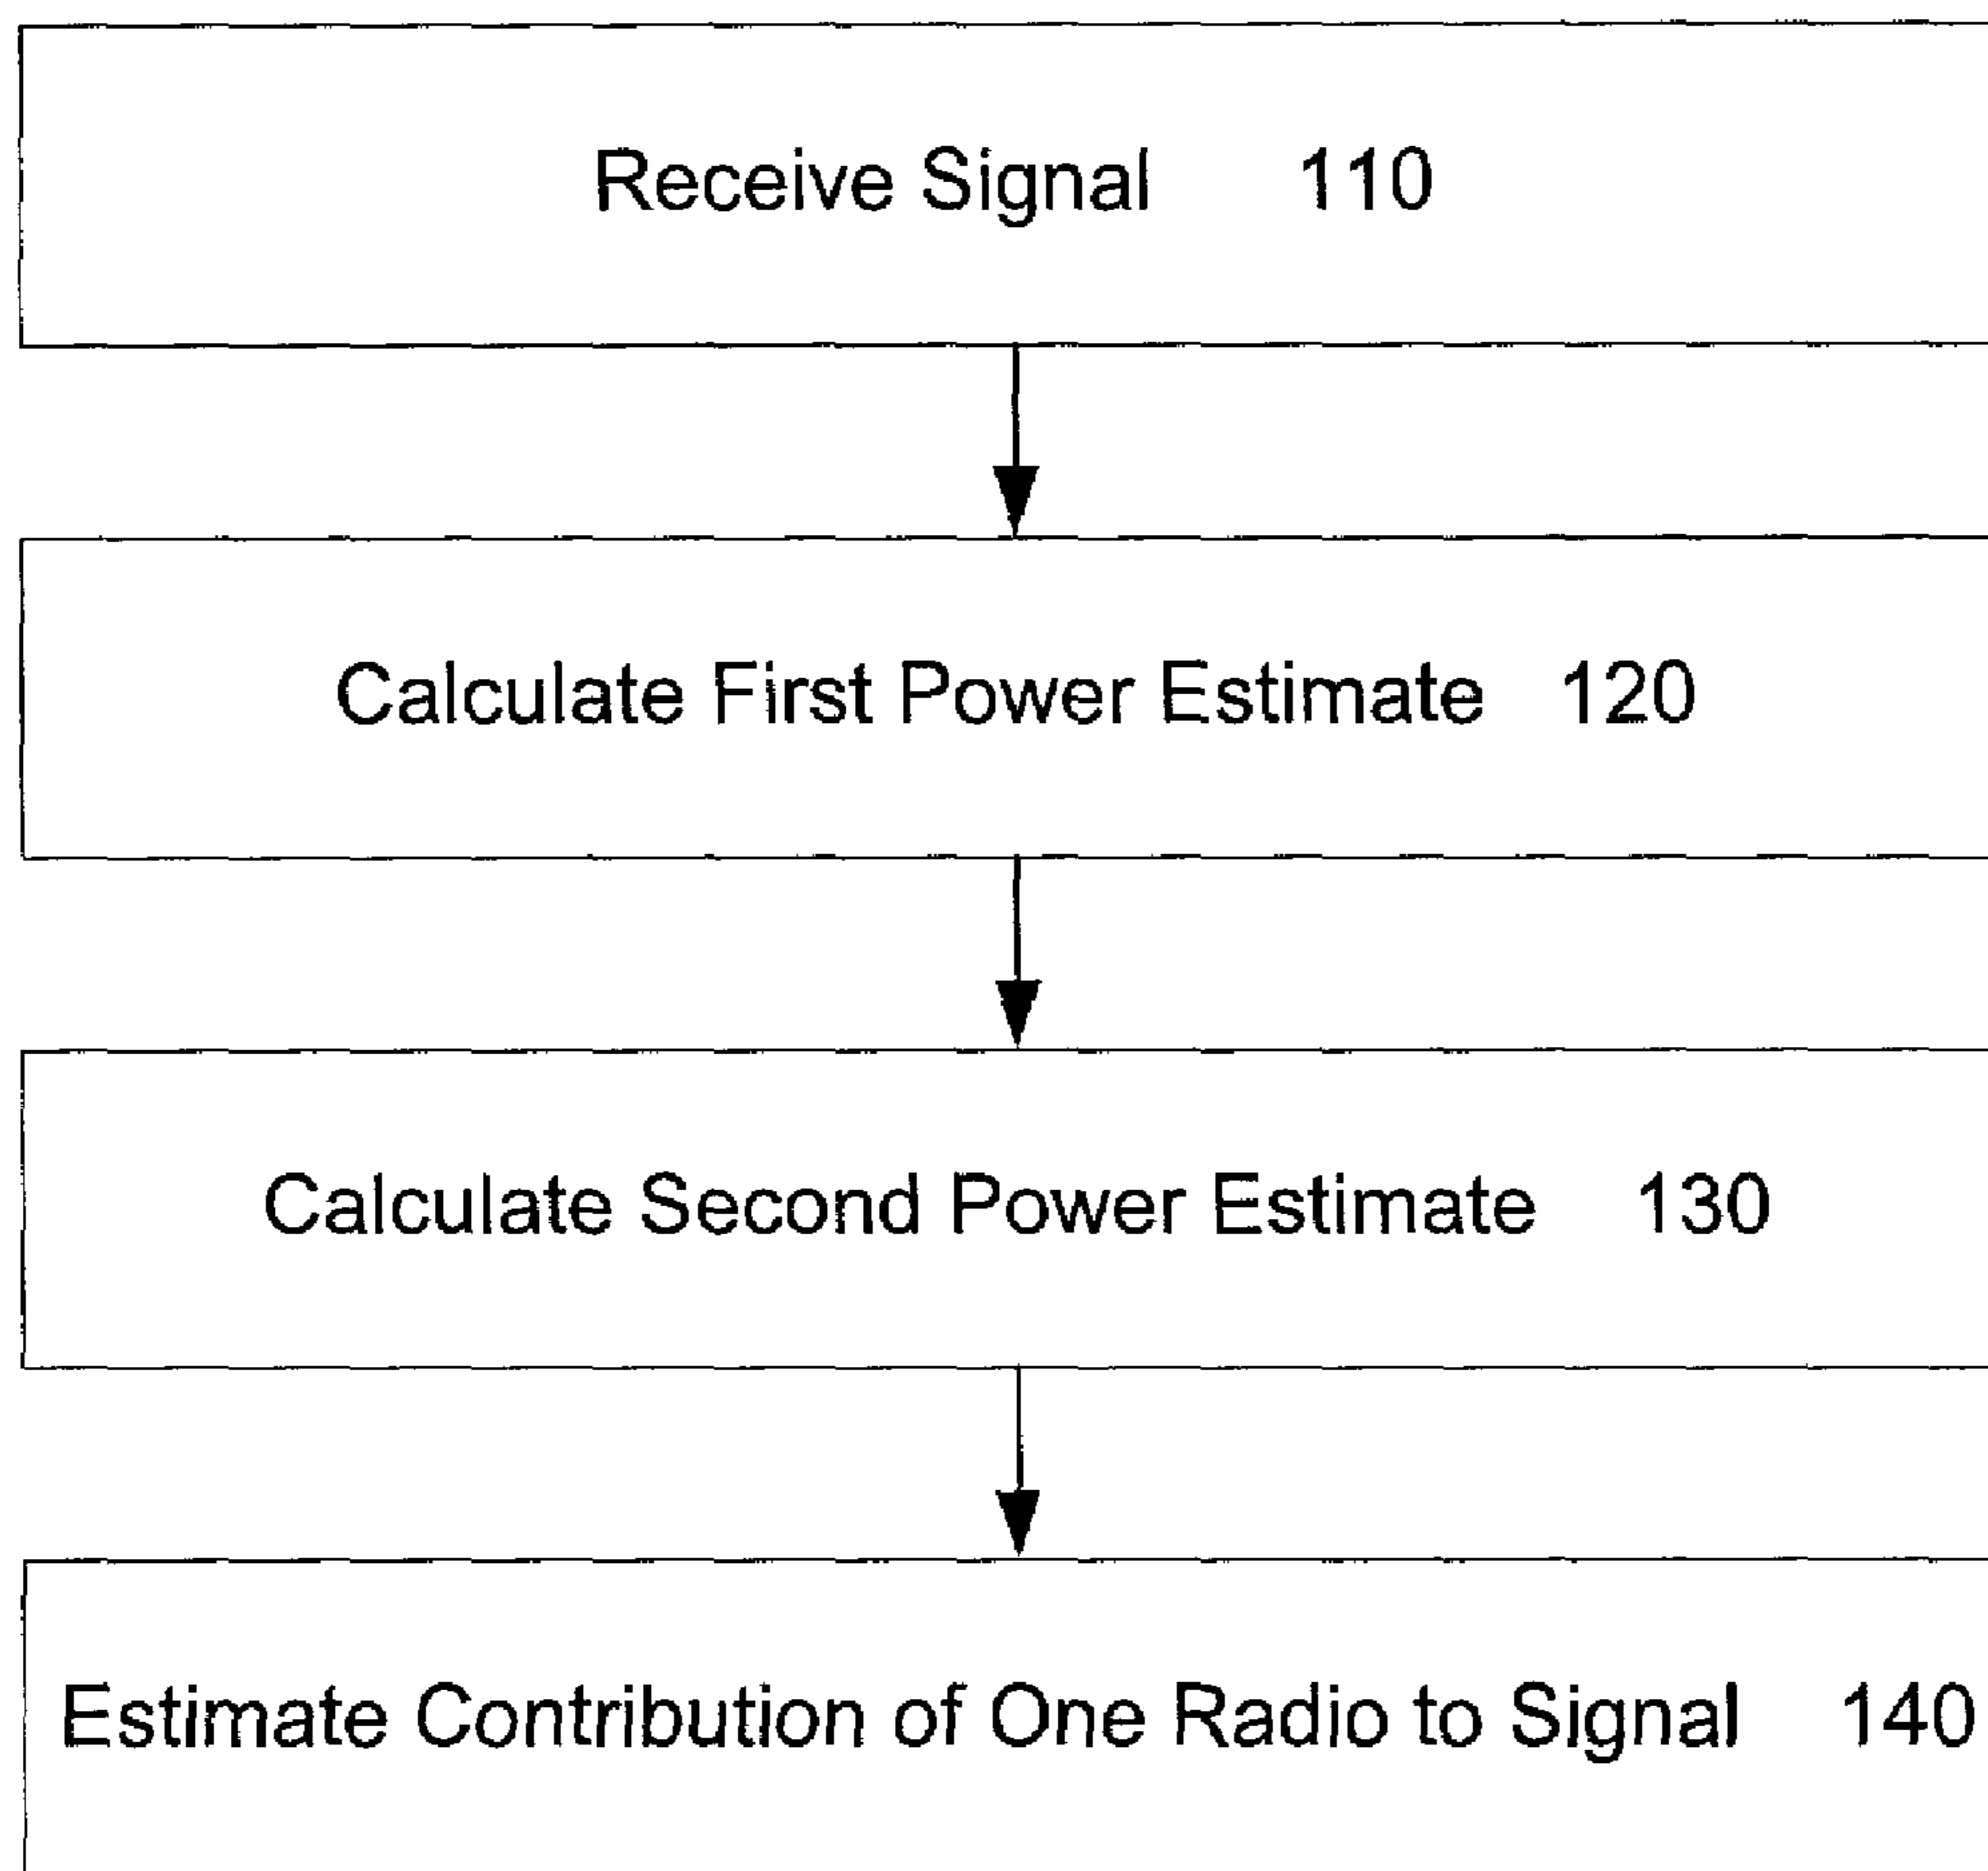 Receive Signal 110
Calculate First Power Estimate 120
Calculate Second Power Estimate 130
Estimate Contribution of One Radio to Signal 140